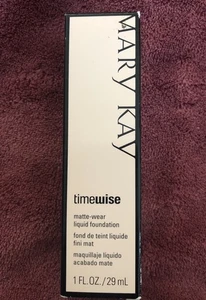 MARY KAY
timewise
matte-wear
liquid foundation
fond de teint liquide
fini mat
maquillaje líquido
acabado mate
1 FL.OZ./29 mL